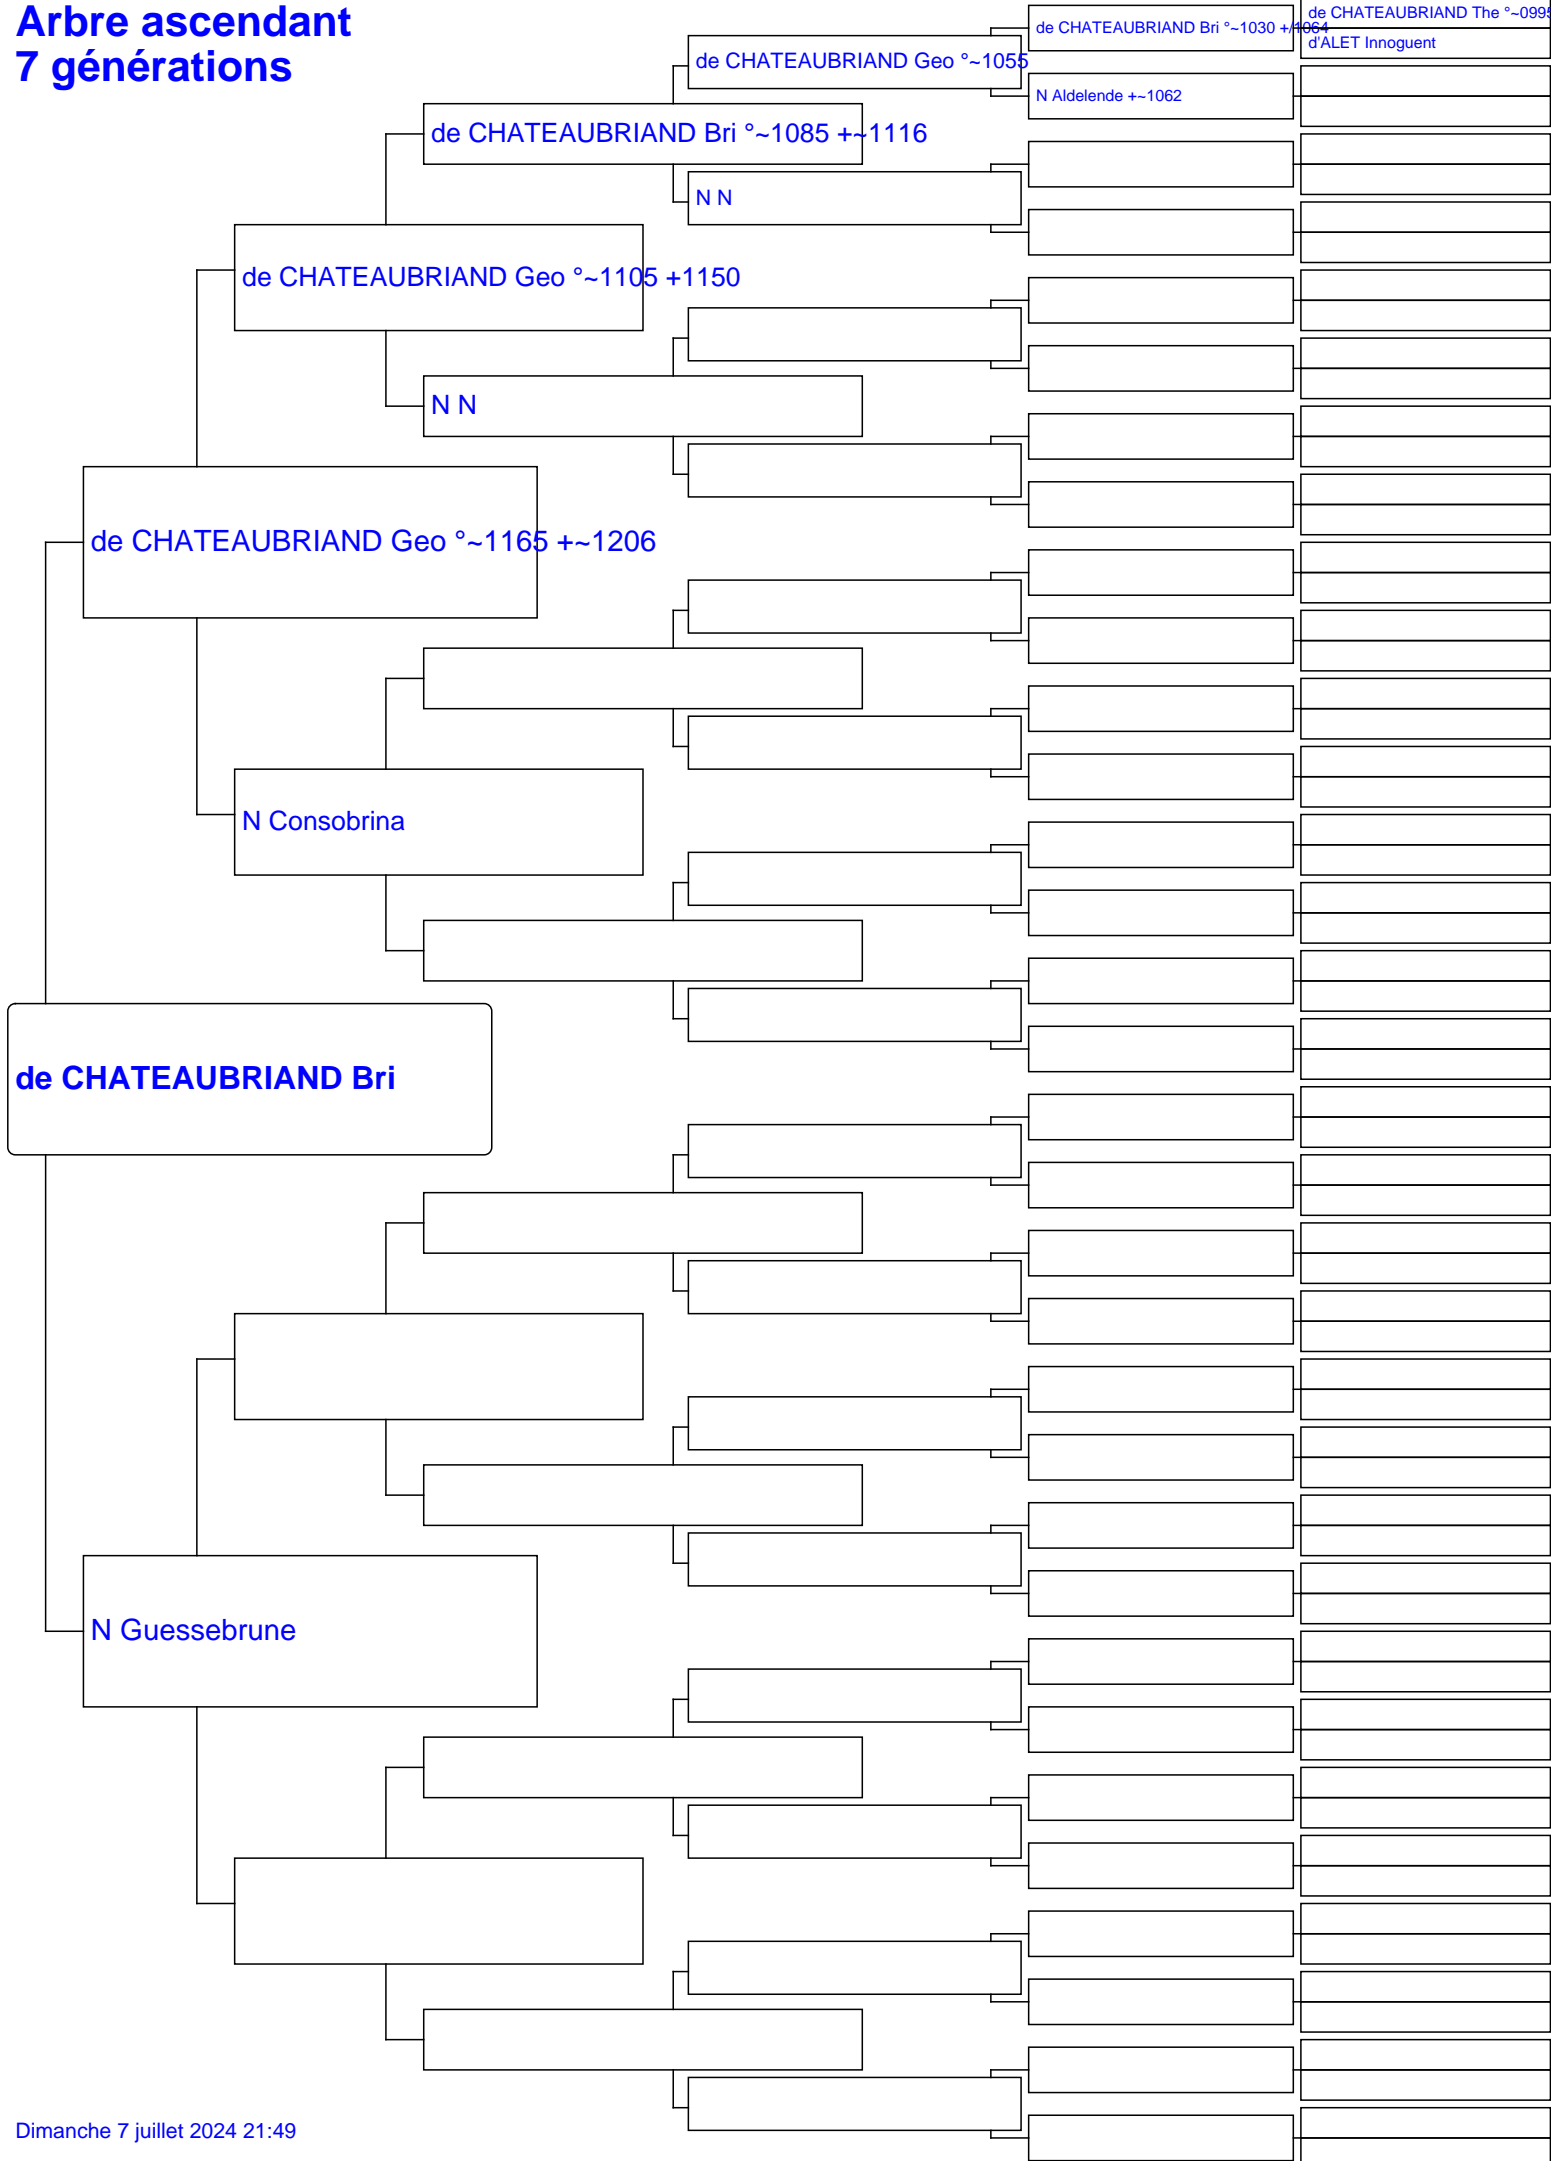 Arbre ascendant
7 générations
de CHATEAUBRIAND The °~0995
d'ALET Innoguent
de CHATEAUBRIAND Bri °~1030 +/1064
de CHATEAUBRIAND Geo °~1055
N Aldelende +~1062
de CHATEAUBRIAND Bri °~1085 +~1116
N N
de CHATEAUBRIAND Geo °~1105 +1150
N N
de CHATEAUBRIAND Geo °~1165 +~1206
N Consobrina
de CHATEAUBRIAND Bri
N Guessebrune
Dimanche 7 juillet 2024 21:49